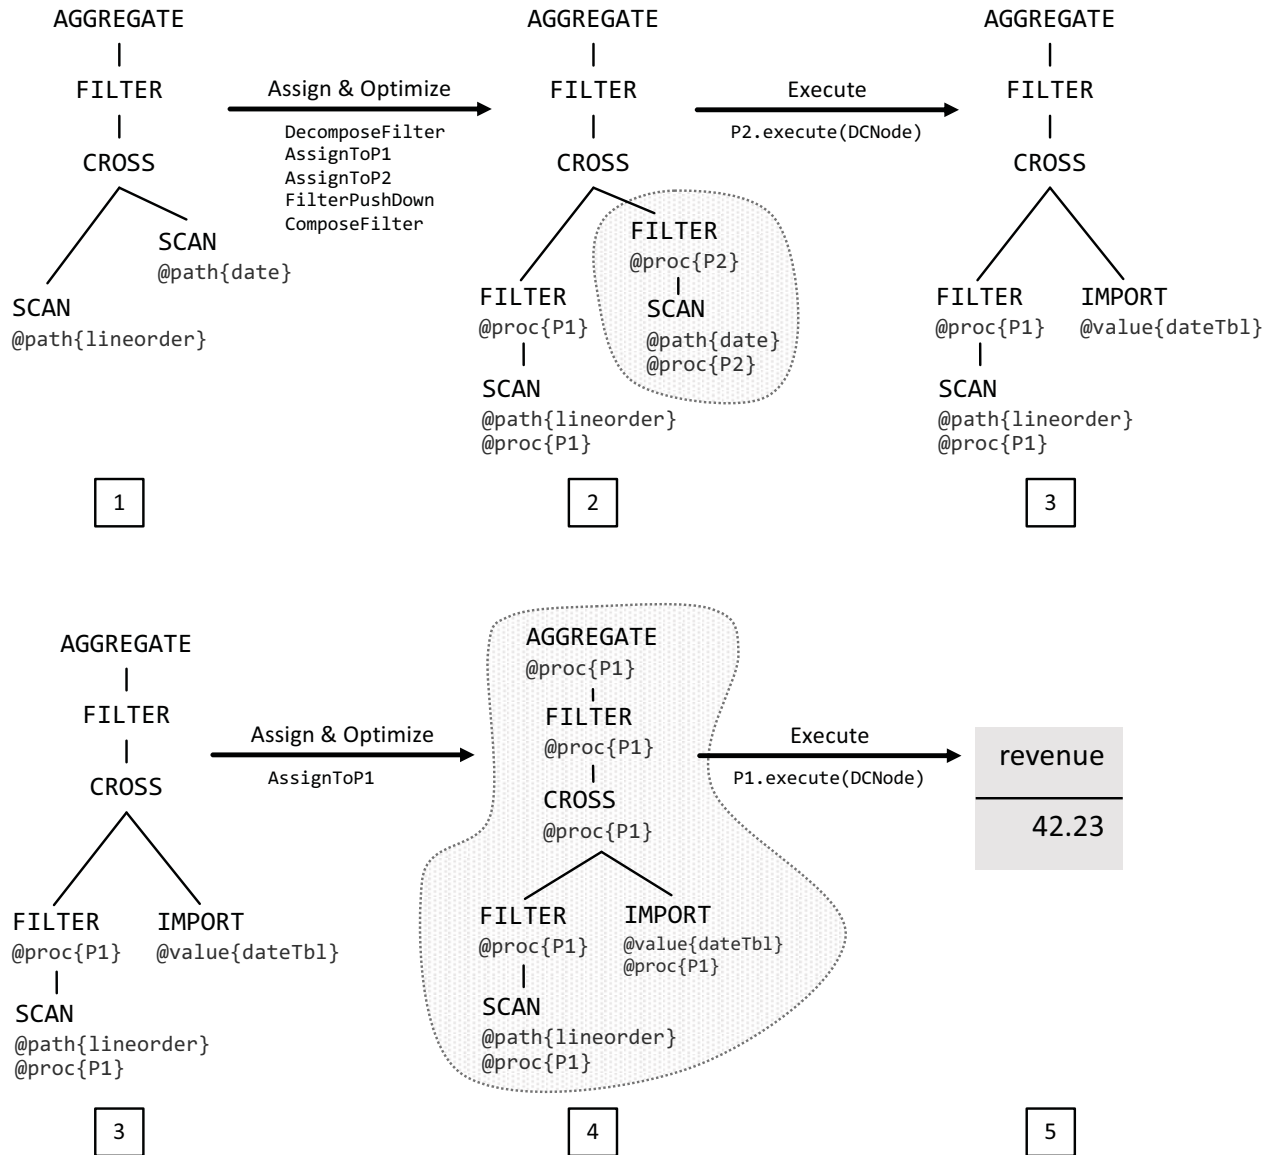 AGGREGATE
FILTER
CROSS
SCAN
@path{date}
SCAN
@path{lineorder}
1
Assign & Optimize
DecomposeFilter
AssignToP1
AssignToP2
FilterPushDown
ComposeFilter
AGGREGATE
FILTER
CROSS
FILTER
@proc{P2}
SCAN
@path{date}
@proc{P2}
FILTER
@proc{P1}
SCAN
@path{lineorder}
@proc{P1}
2
Execute
P2.execute(DCNode)
AGGREGATE
FILTER
CROSS
FILTER
@proc{P1}
IMPORT
@value{dateTbl}
SCAN
@path{lineorder}
@proc{P1}
3
AGGREGATE
FILTER
CROSS
FILTER
@proc{P1}
IMPORT
@value{dateTbl}
SCAN
@path{lineorder}
@proc{P1}
3
Assign & Optimize
AssignToP1
AGGREGATE
@proc{P1}
FILTER
@proc{P1}
CROSS
@proc{P1}
FILTER
@proc{P1}
IMPORT
@value{dateTbl}
@proc{P1}
SCAN
@path{lineorder}
@proc{P1}
4
Execute
P1.execute(DCNode)
revenue
42.23
5